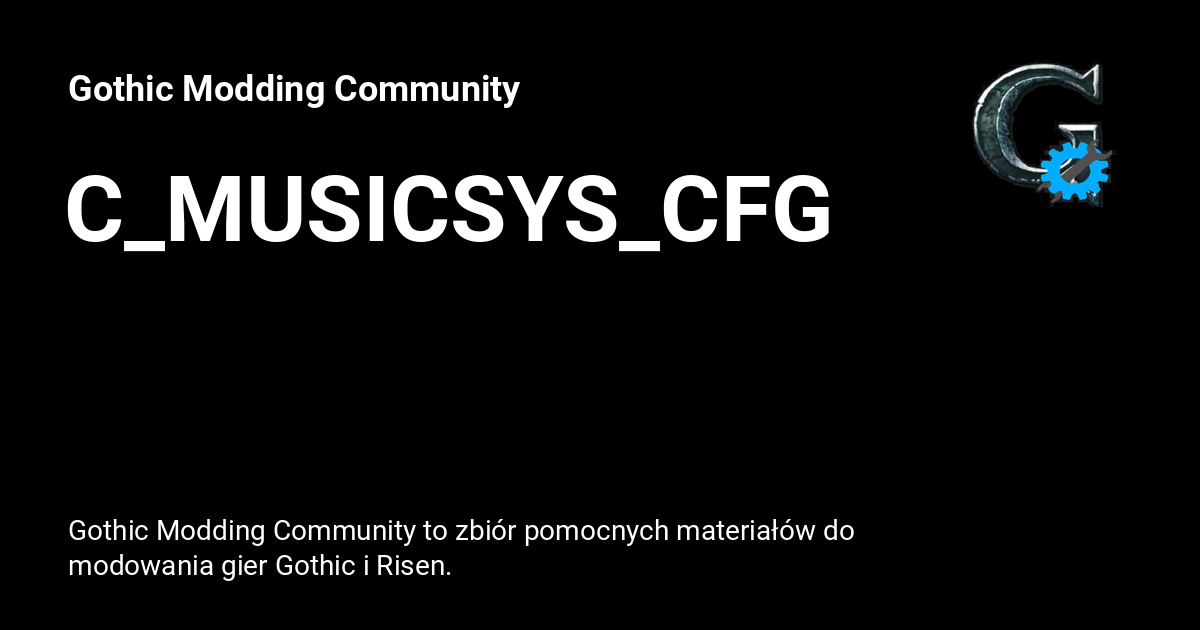 Gothic Modding Community
C_MUSICSYS_CFG
Gothic Modding Community to zbiór pomocnych materiałów do
modowania gier Gothic i Risen.